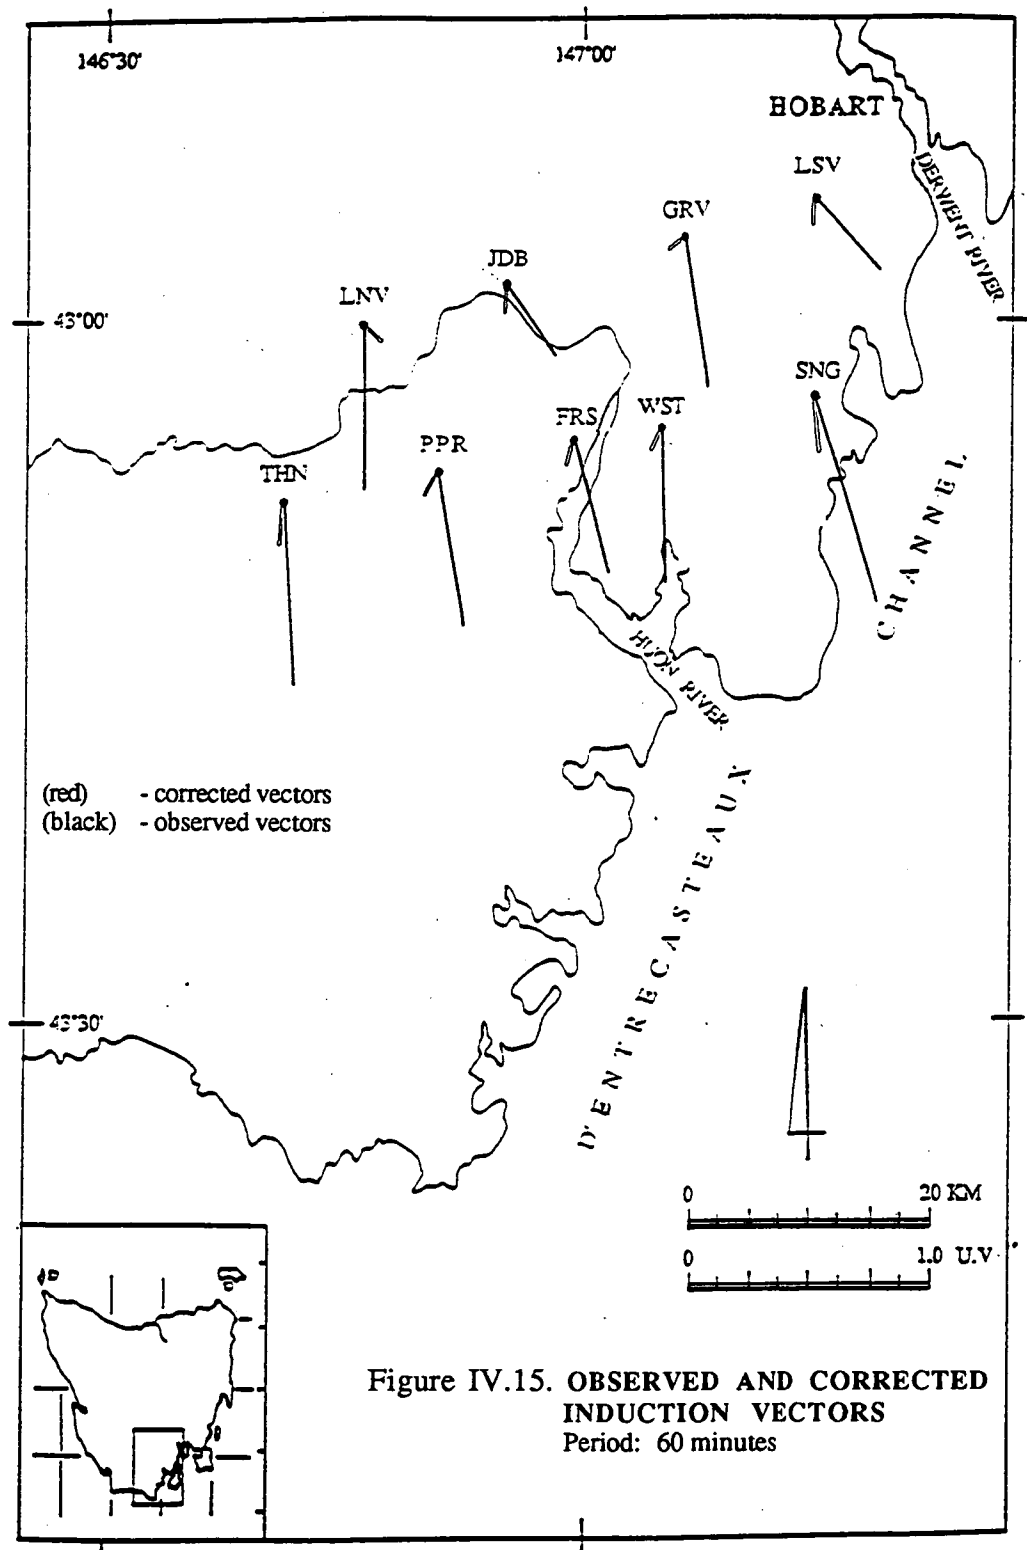 146°30'
147°00'
HOBART
LSV
DERWENT RIVER
GRV
JDB
LNV
43°00'
SNG
FRS
WST
PPR
THN
CHANNEL
HUON RIVER
(red) - corrected vectors
(black) - observed vectors
D'ENTRECASTEAUX
43°30'
0 20 KM
0 1.0 U.V.
Figure IV.15. OBSERVED AND CORRECTED
INDUCTION VECTORS
Period: 60 minutes